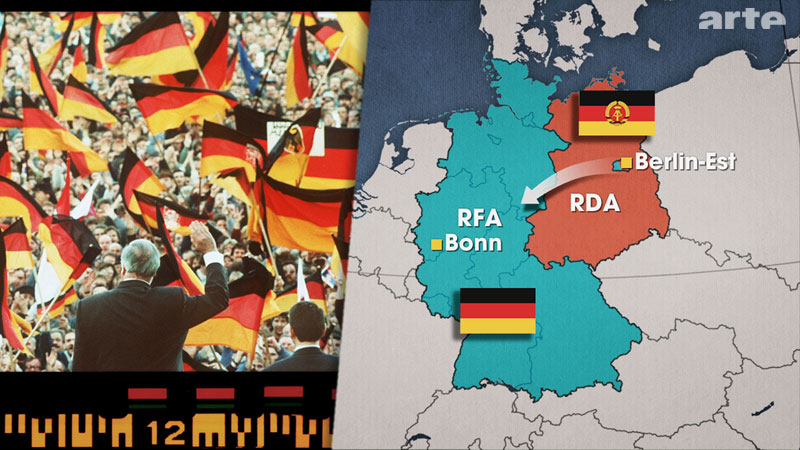 arte
Berlin-Est
RDA
RFA
Bonn
12